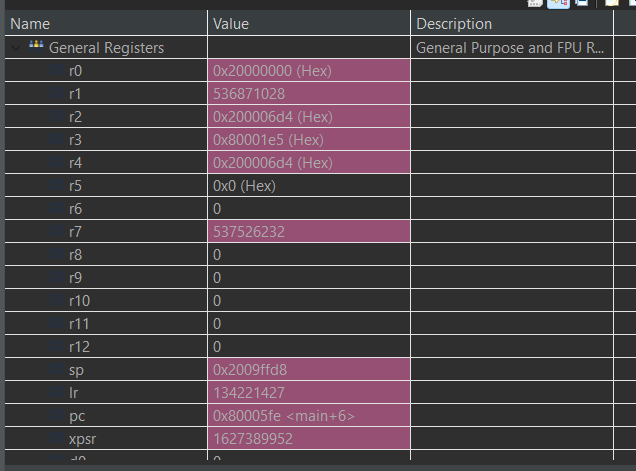 Name Value Description
General Registers General Purpose and FPU R...
r0 0x20000000 (Hex)
r1 536871028
r2 0x200006d4 (Hex)
r3 0x80001e5 (Hex)
r4 0x200006d4 (Hex)
r5 0x0 (Hex)
r6 0
r7 537526232
r8 0
r9 0
r10 0
r11 0
r12 0
sp 0x2009ffd8
lr 134221427
pc 0x80005fe <main+6>
xpsr 1627389952